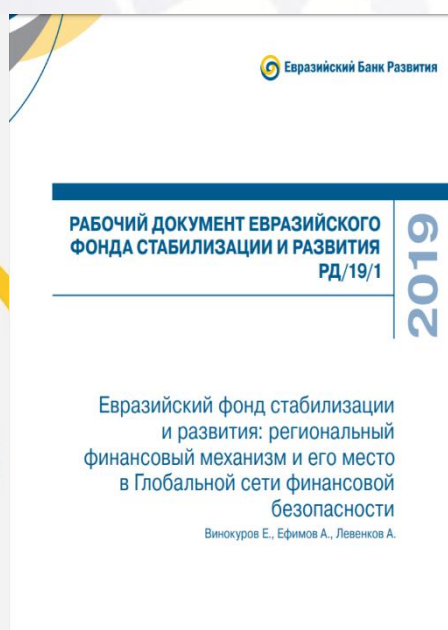 Евразийский Банк Развития
РАБОЧИЙ ДОКУМЕНТ ЕВРАЗИЙСКОГО
ФОНДА СТАБИЛИЗАЦИИ И РАЗВИТИЯ
РД/19/1
2019
Евразийский фонд стабилизации
и развития: региональный
финансовый механизм и его место
в Глобальной сети финансовой
безопасности
Винокуров Е., Ефимов А., Левенков А.